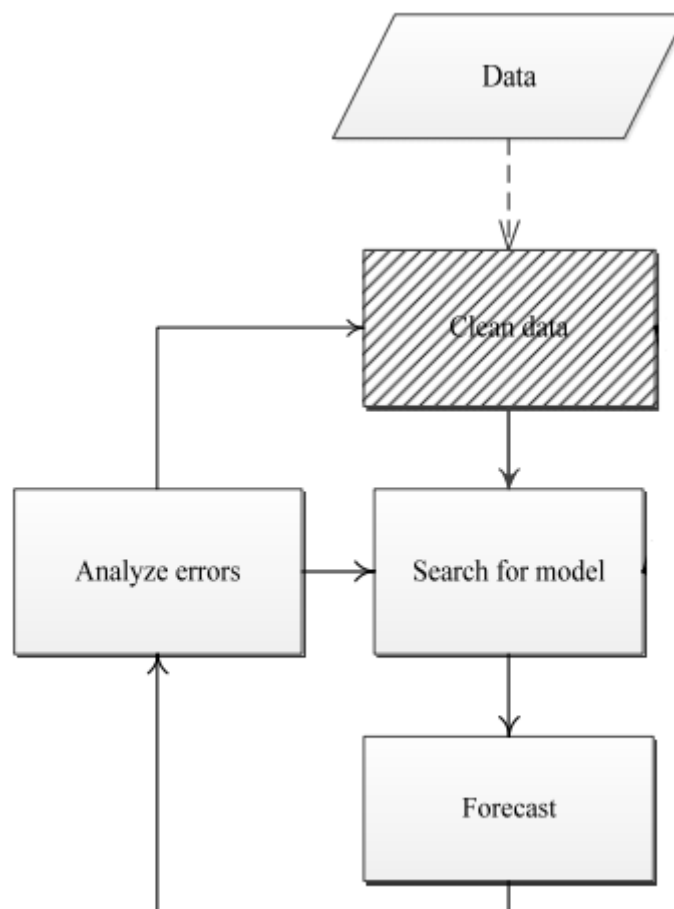 Data
Clean data
Analyze errors
Search for model
Forecast